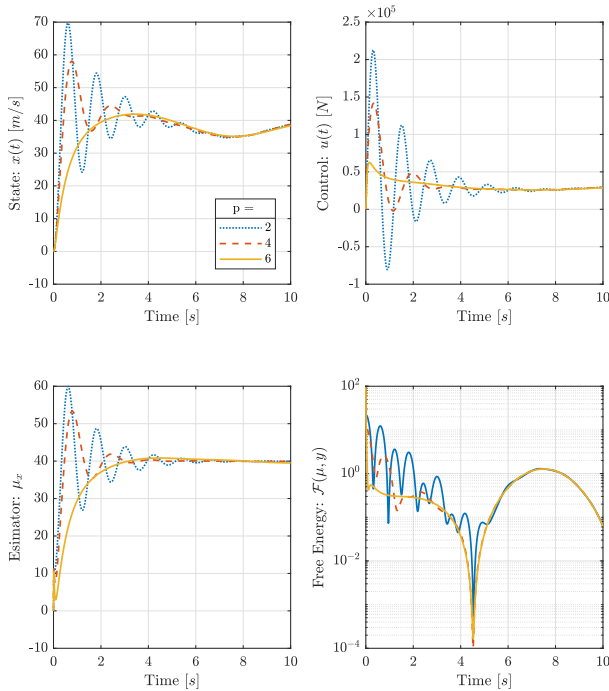 70
60
50
40
30
20
10
0
-10
State: x(t) [m/s]
0 2 4 6 8 10
Time [s]
p =
2
4
6
×10^5
2.5
2
1.5
1
0.5
0
-0.5
-1
Control: u(t) [N]
0 2 4 6 8 10
Time [s]
60
50
40
30
20
10
0
-10
Esimator: μ_x
0 2 4 6 8 10
Time [s]
10^2
10^0
10^-2
10^-4
Free Energy: ℱ(μ, y)
0 2 4 6 8 10
Time [s]